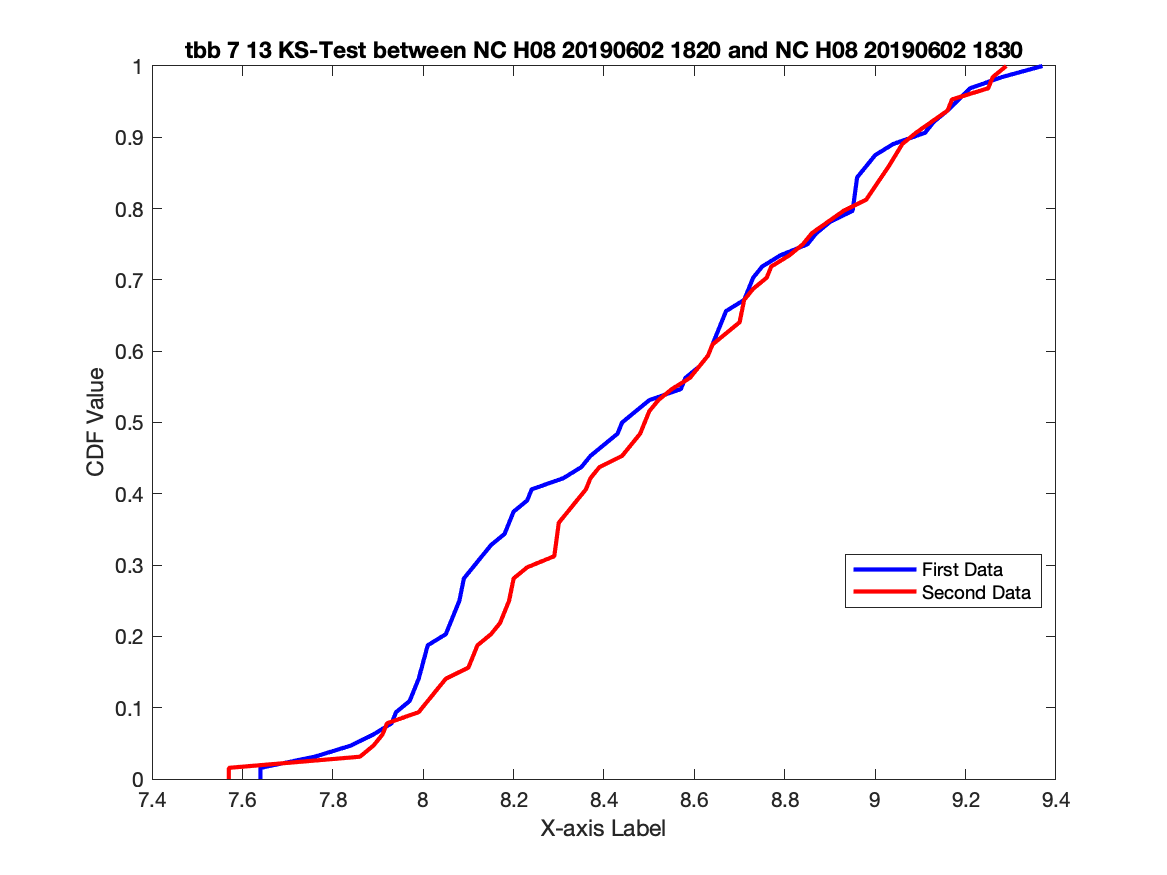 tbb 7 13 KS-Test between NC H08 20190602 1820 and NC H08 20190602 1830
1
0.9
0.8
0.7
0.6
0.5
0.4
0.3
0.2
0.1
0
CDF Value
First Data
Second Data
7.4 7.6 7.8 8 8.2 8.4 8.6 8.8 9 9.2 9.4
X-axis Label